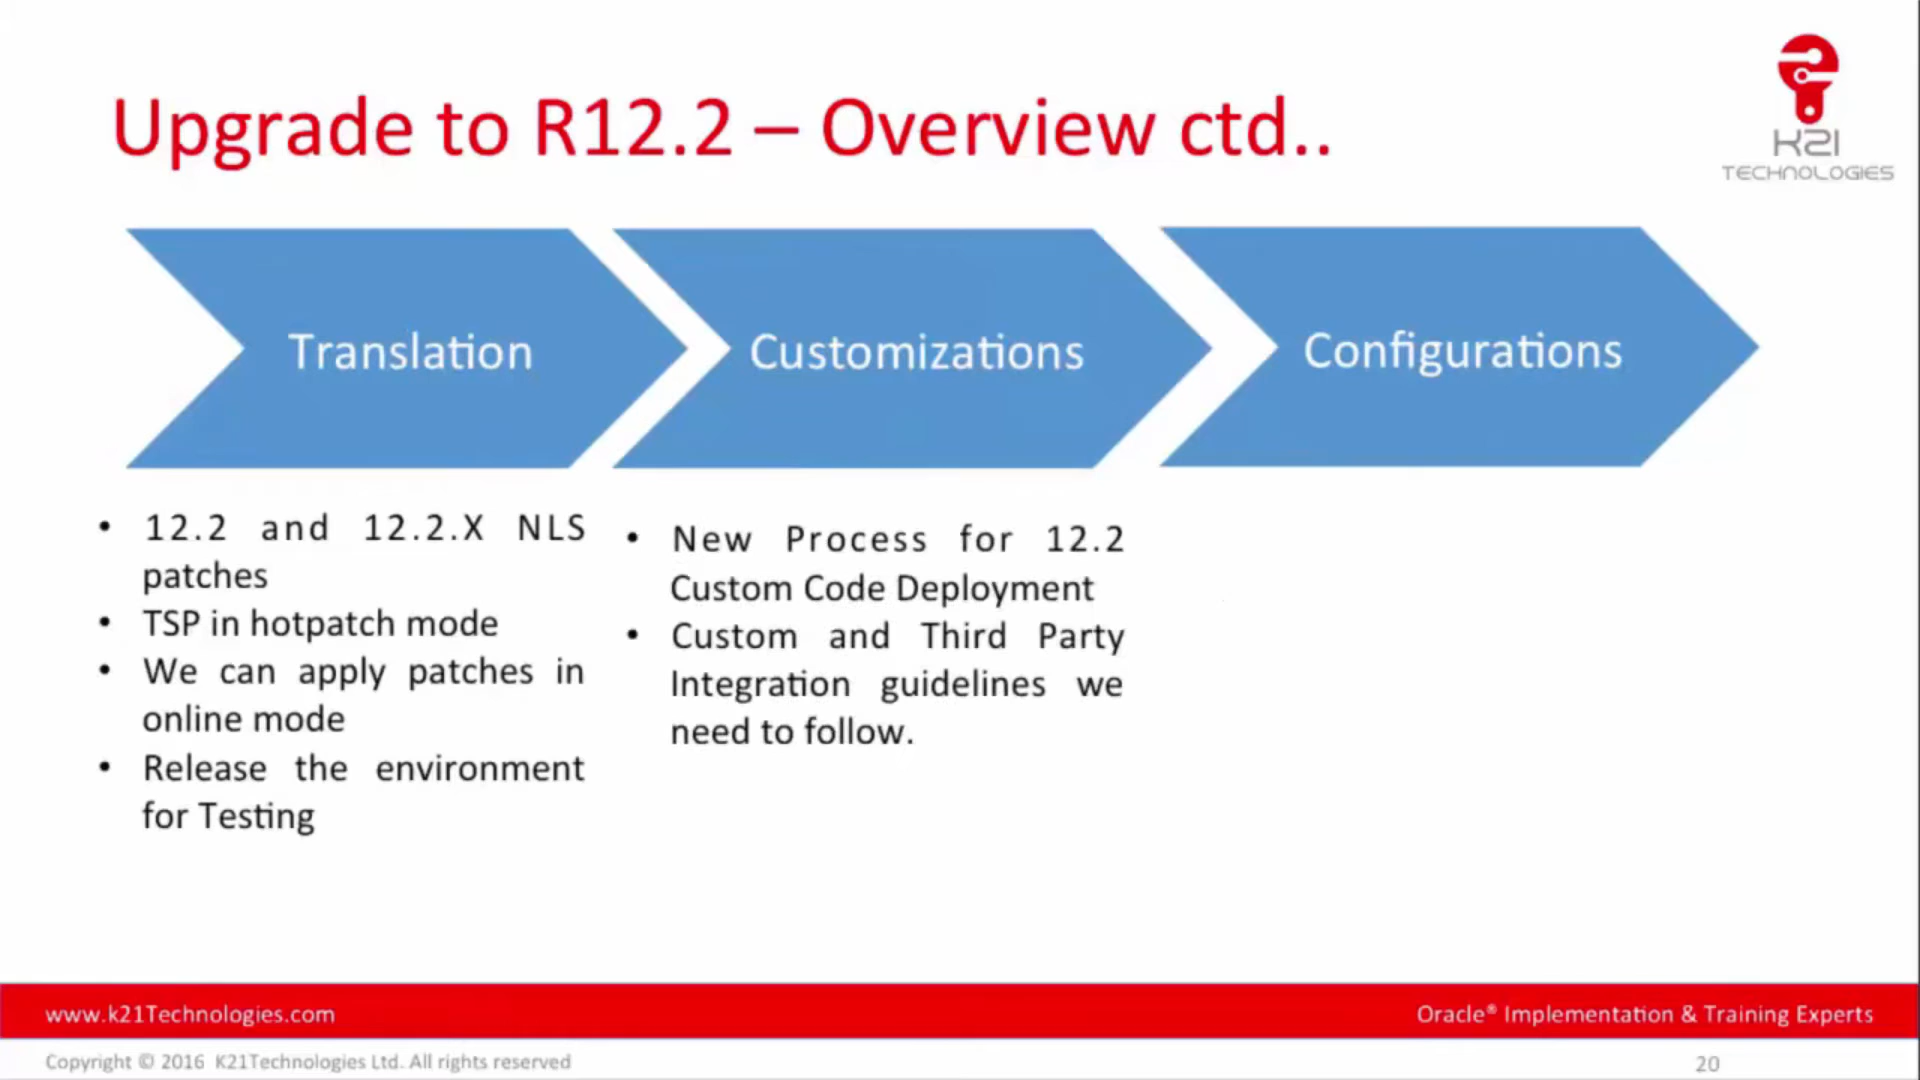 Upgrade to R12.2 – Overview ctd..
K21
TECHNOLOGIES
Translation
Customizations
Configurations
• 12.2 and 12.2.X NLS
patches
• TSP in hotpatch mode
• We can apply patches in
online mode
• Release the environment
for Testing
• New Process for 12.2
Custom Code Deployment
• Custom and Third Party
Integration guidelines we
need to follow.
www.k21Technologies.com
Oracle® Implementation & Training Experts
Copyright © 2016 K21Technologies Ltd. All rights reserved
20